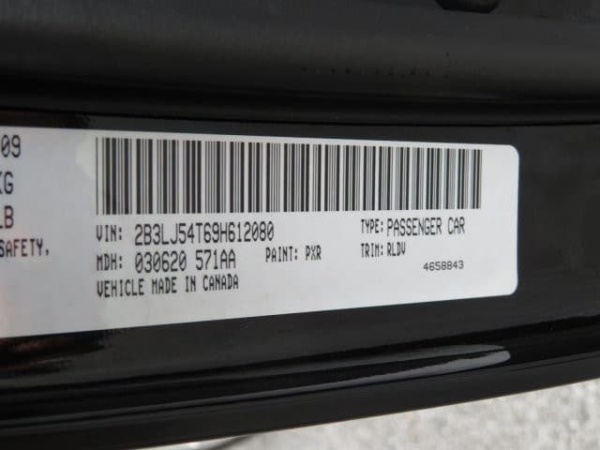 09
KG
LB
SAFETY,
VIN: 2B3LJ54T69H612080
TYPE: PASSENGER CAR
MDH: 030620 571AA
PAINT: PXR
TRIM: RLDV
VEHICLE MADE IN CANADA
4658843